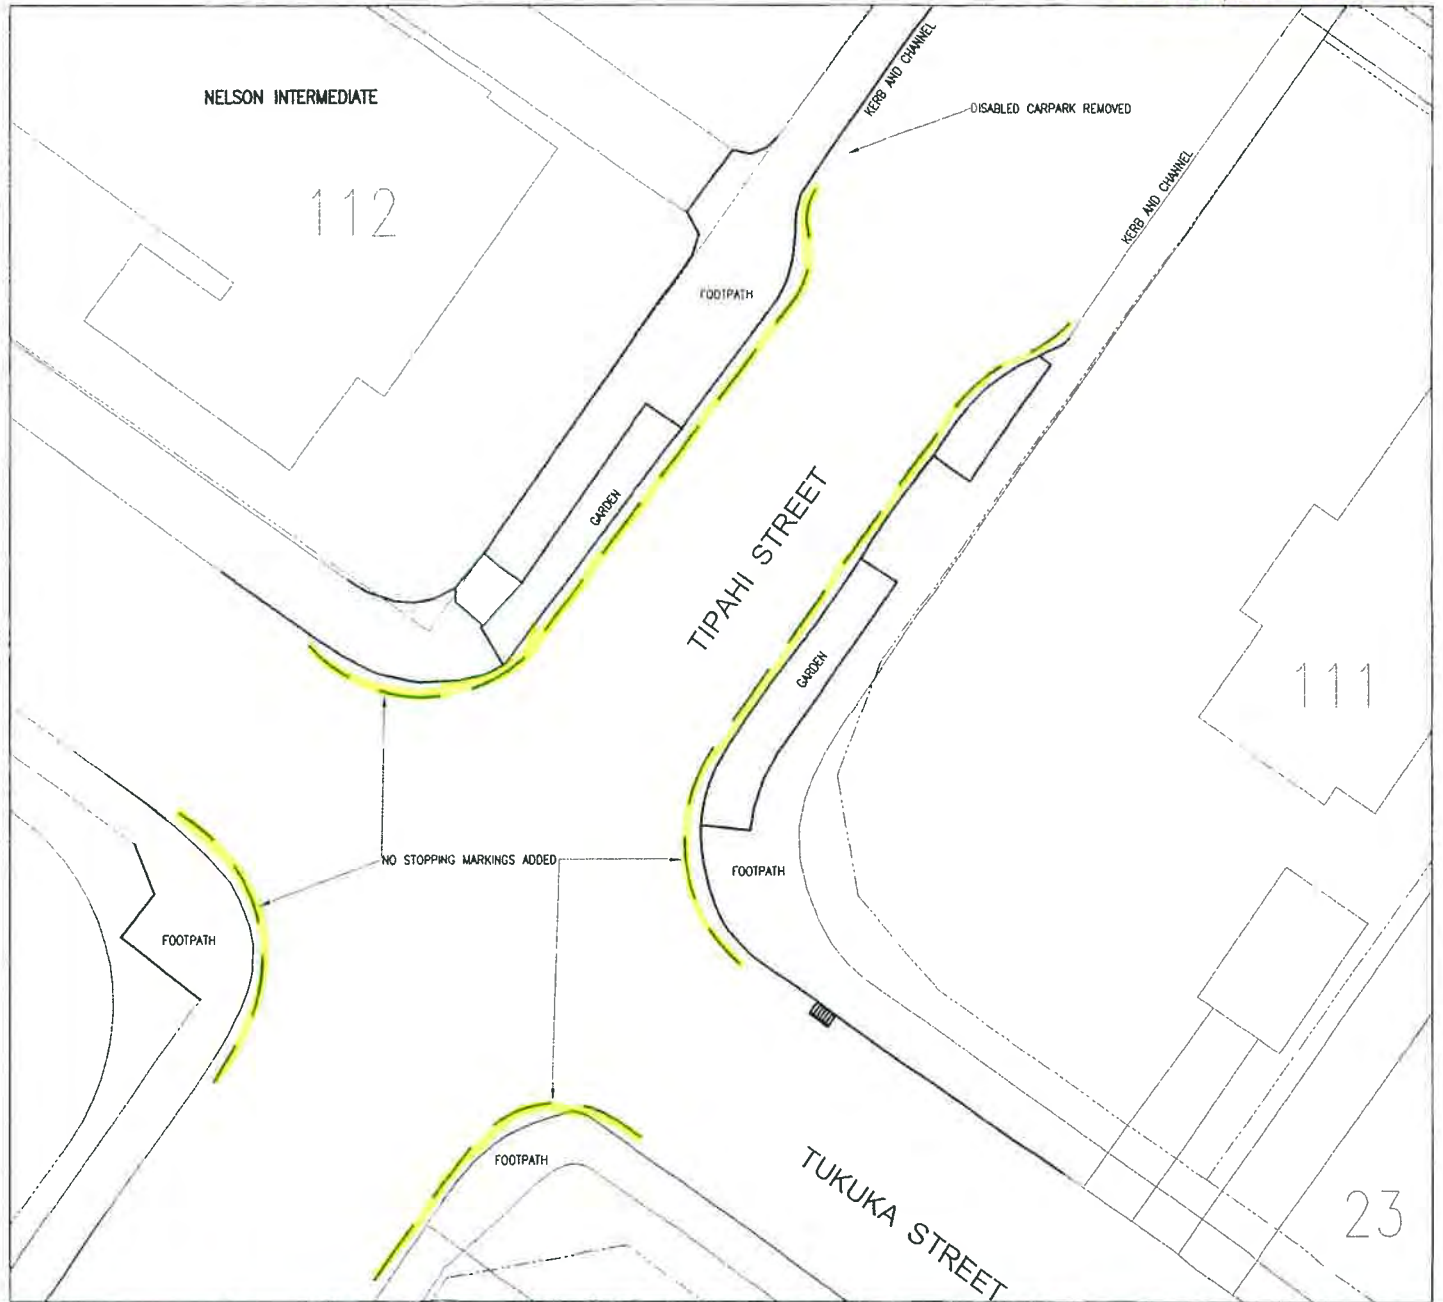 KERB AND CHANNEL
NELSON INTERMEDIATE
DISABLED CARPARK REMOVED
112
KERB AND CHANNEL
FOOTPATH
GARDEN
TIPAHI STREET
GARDEN
111
NO STOPPING MARKINGS ADDED
FOOTPATH
FOOTPATH
FOOTPATH
TUKUKA STREET
23